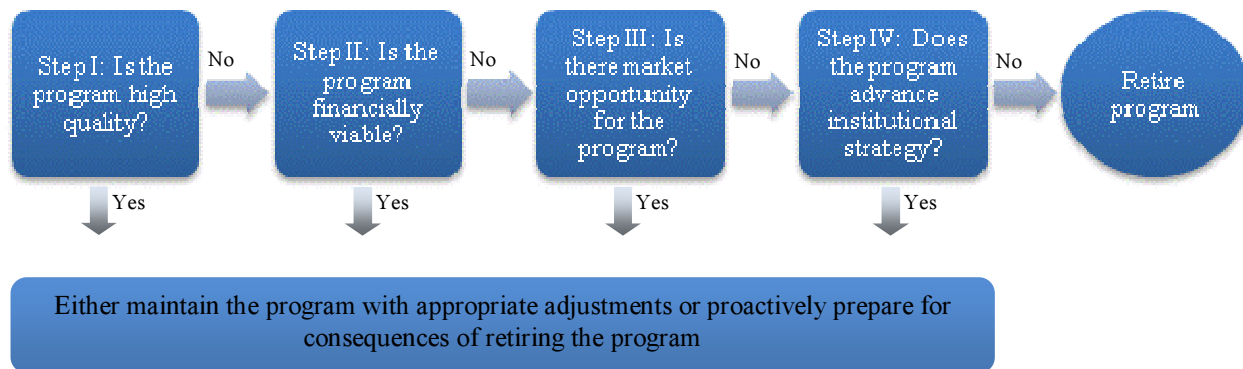 Step I: Is the
program high
quality?
No
Step II: Is the
program
financially
viable?
No
Step III: Is
there market
opportunity
for the
program?
No
Step IV: Does
the program
advance
institutional
strategy?
No
Retire
program
Yes
Yes
Yes
Yes
Either maintain the program with appropriate adjustments or proactively prepare for
consequences of retiring the program